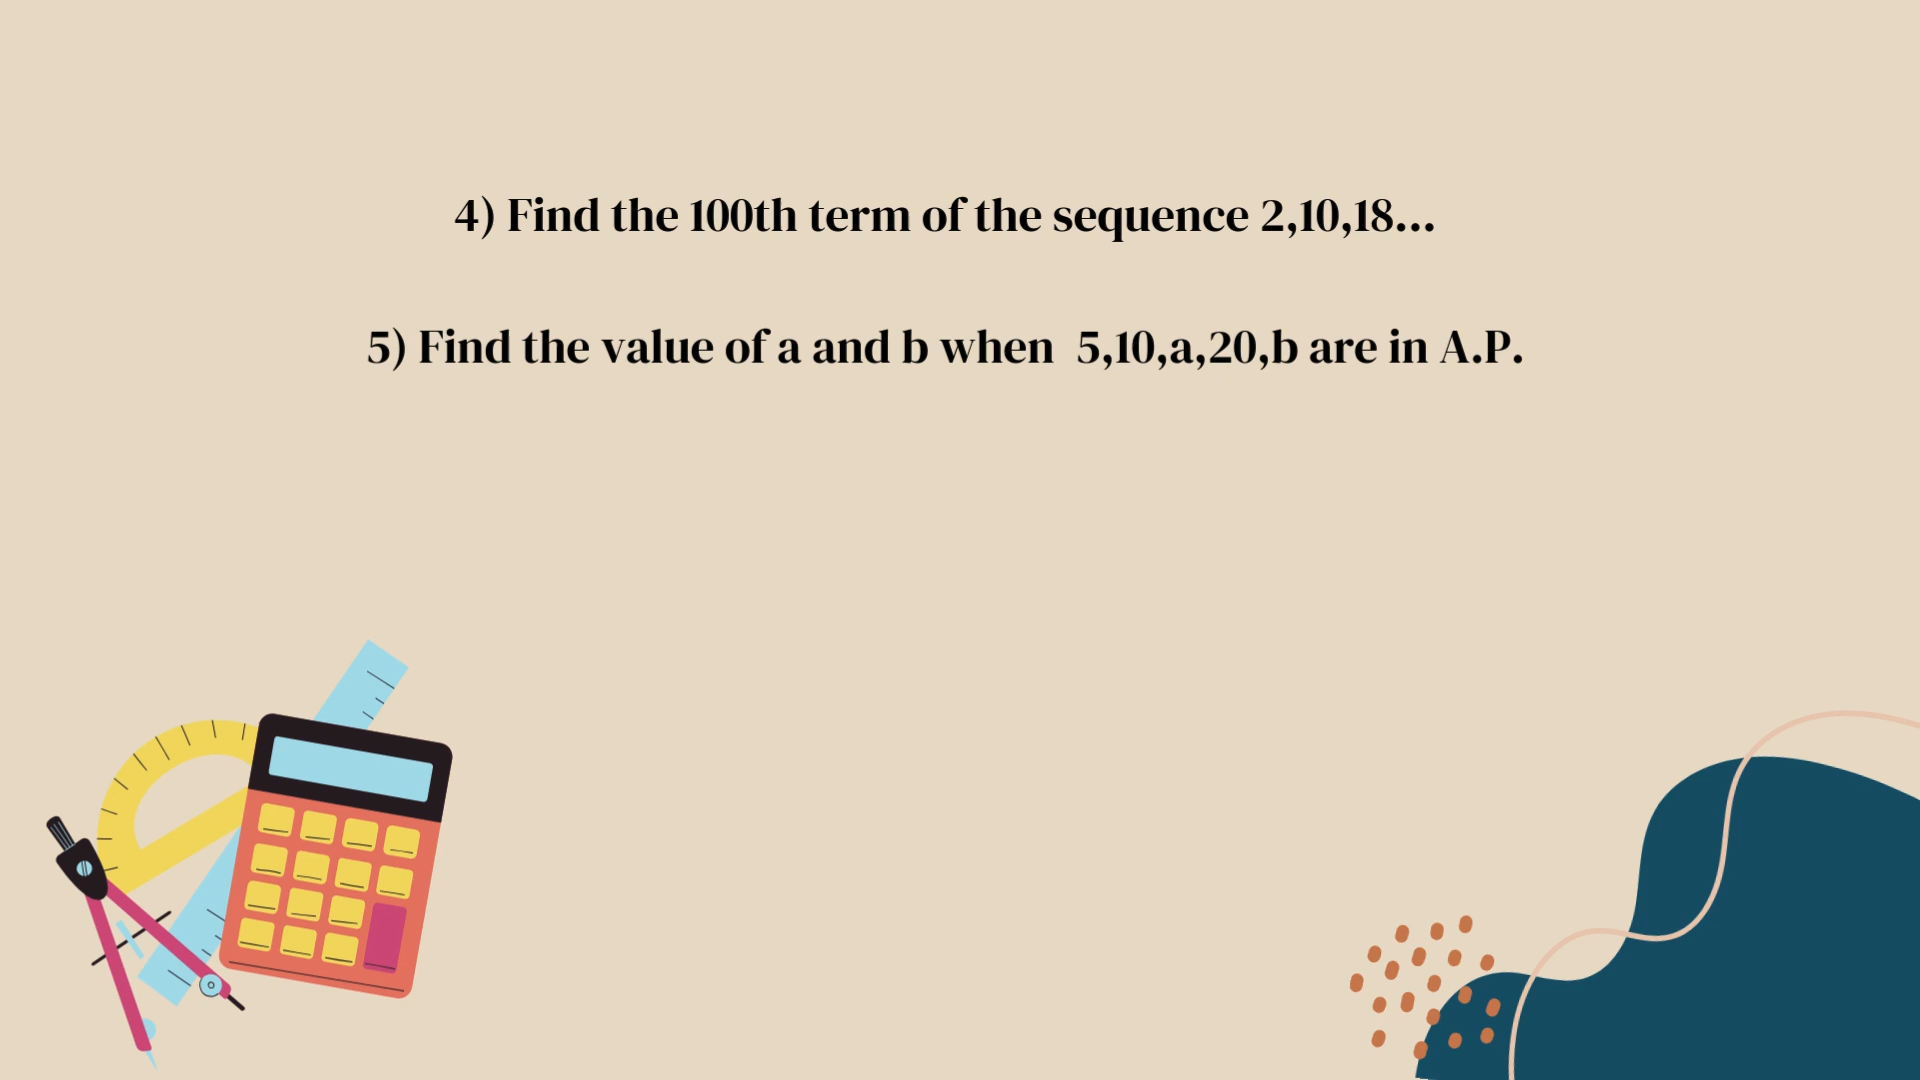 4) Find the 100th term of the sequence 2,10,18...
5) Find the value of a and b when 5,10,a,20,b are in A.P.